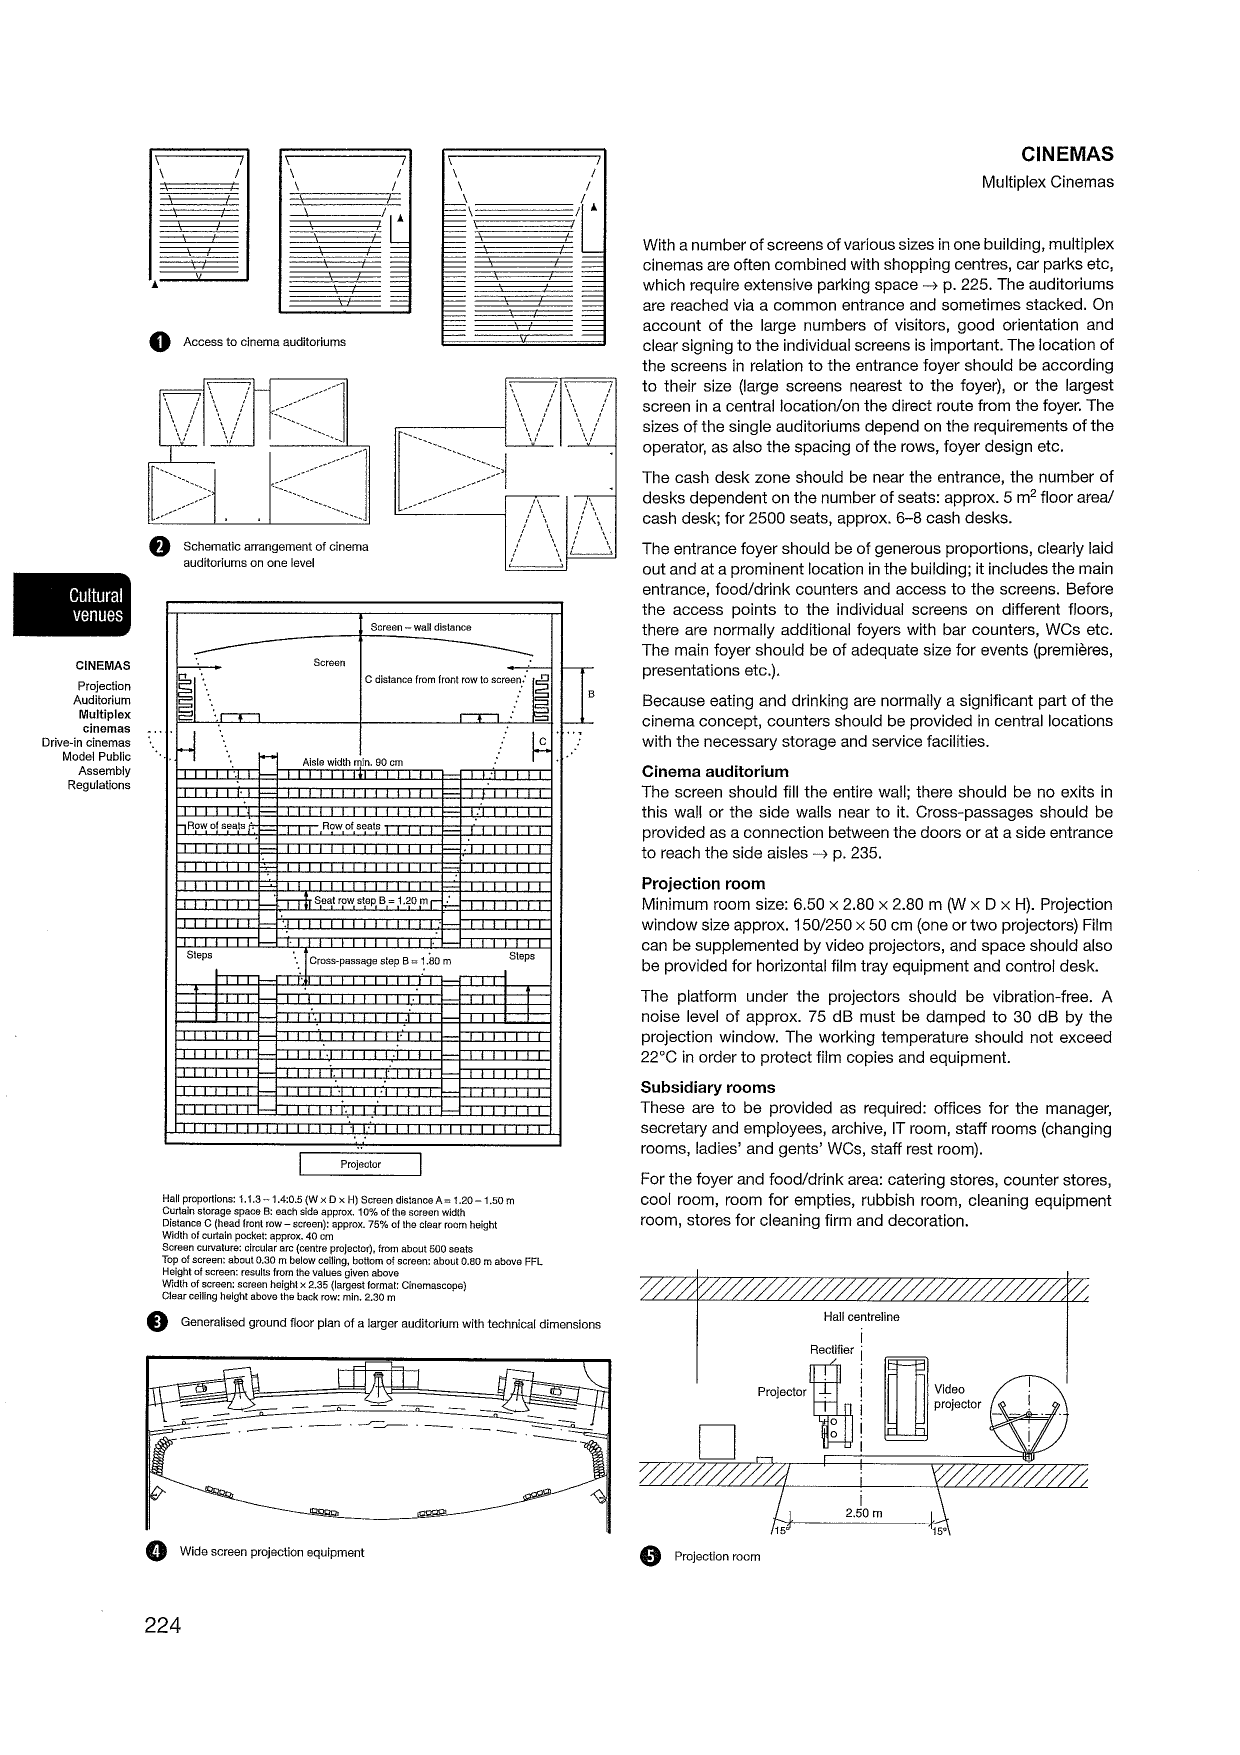 CINEMAS
Multiplex Cinemas
1 Access to cinema auditoriums
2 Schematic arrangement of cinema
auditoriums on one level
Cultural
venues
CINEMAS
Projection
Auditorium
Multiplex
cinemas
Drive-in cinemas
Model Public
Assembly
Regulations
Screen – wall distance
Screen
C distance from front row to screen
B
C
Aisle width min. 90 cm
Row of seats
Row of seats
Seat row step B = 1.20 m
Steps
Cross-passage step B = 1.80 m
Steps
Projector
Hall proportions: 1.1.3 – 1.4:0.5 (W x D x H) Screen distance A = 1.20 – 1.50 m
Curtain storage space B: each side approx. 10% of the screen width
Distance C (head front row – screen): approx. 75% of the clear room height
Width of curtain pocket: approx. 40 cm
Screen curvature: circular arc (centre projector), from about 500 seats
Top of screen: about 0.30 m below ceiling, bottom of screen: about 0.80 m above FFL
Height of screen: results from the values given above
Width of screen: screen height x 2.35 (largest format: Cinemascope)
Clear ceiling height above the back row: min. 2.30 m
3 Generalised ground floor plan of a larger auditorium with technical dimensions
4 Wide screen projection equipment
With a number of screens of various sizes in one building, multiplex
cinemas are often combined with shopping centres, car parks etc,
which require extensive parking space → p. 225. The auditoriums
are reached via a common entrance and sometimes stacked. On
account of the large numbers of visitors, good orientation and
clear signing to the individual screens is important. The location of
the screens in relation to the entrance foyer should be according
to their size (large screens nearest to the foyer), or the largest
screen in a central location/on the direct route from the foyer. The
sizes of the single auditoriums depend on the requirements of the
operator, as also the spacing of the rows, foyer design etc.
The cash desk zone should be near the entrance, the number of
desks dependent on the number of seats: approx. 5 m² floor area/
cash desk; for 2500 seats, approx. 6–8 cash desks.
The entrance foyer should be of generous proportions, clearly laid
out and at a prominent location in the building; it includes the main
entrance, food/drink counters and access to the screens. Before
the access points to the individual screens on different floors,
there are normally additional foyers with bar counters, WCs etc.
The main foyer should be of adequate size for events (premières,
presentations etc.).
Because eating and drinking are normally a significant part of the
cinema concept, counters should be provided in central locations
with the necessary storage and service facilities.
Cinema auditorium
The screen should fill the entire wall; there should be no exits in
this wall or the side walls near to it. Cross-passages should be
provided as a connection between the doors or at a side entrance
to reach the side aisles → p. 235.
Projection room
Minimum room size: 6.50 × 2.80 × 2.80 m (W × D × H). Projection
window size approx. 150/250 × 50 cm (one or two projectors) Film
can be supplemented by video projectors, and space should also
be provided for horizontal film tray equipment and control desk.
The platform under the projectors should be vibration-free. A
noise level of approx. 75 dB must be damped to 30 dB by the
projection window. The working temperature should not exceed
22°C in order to protect film copies and equipment.
Subsidiary rooms
These are to be provided as required: offices for the manager,
secretary and employees, archive, IT room, staff rooms (changing
rooms, ladies' and gents' WCs, staff rest room).
For the foyer and food/drink area: catering stores, counter stores,
cool room, room for empties, rubbish room, cleaning equipment
room, stores for cleaning firm and decoration.
Hall centreline
Rectifier
Projector
Video
projector
2.50 m
15°
15°
5 Projection room
224